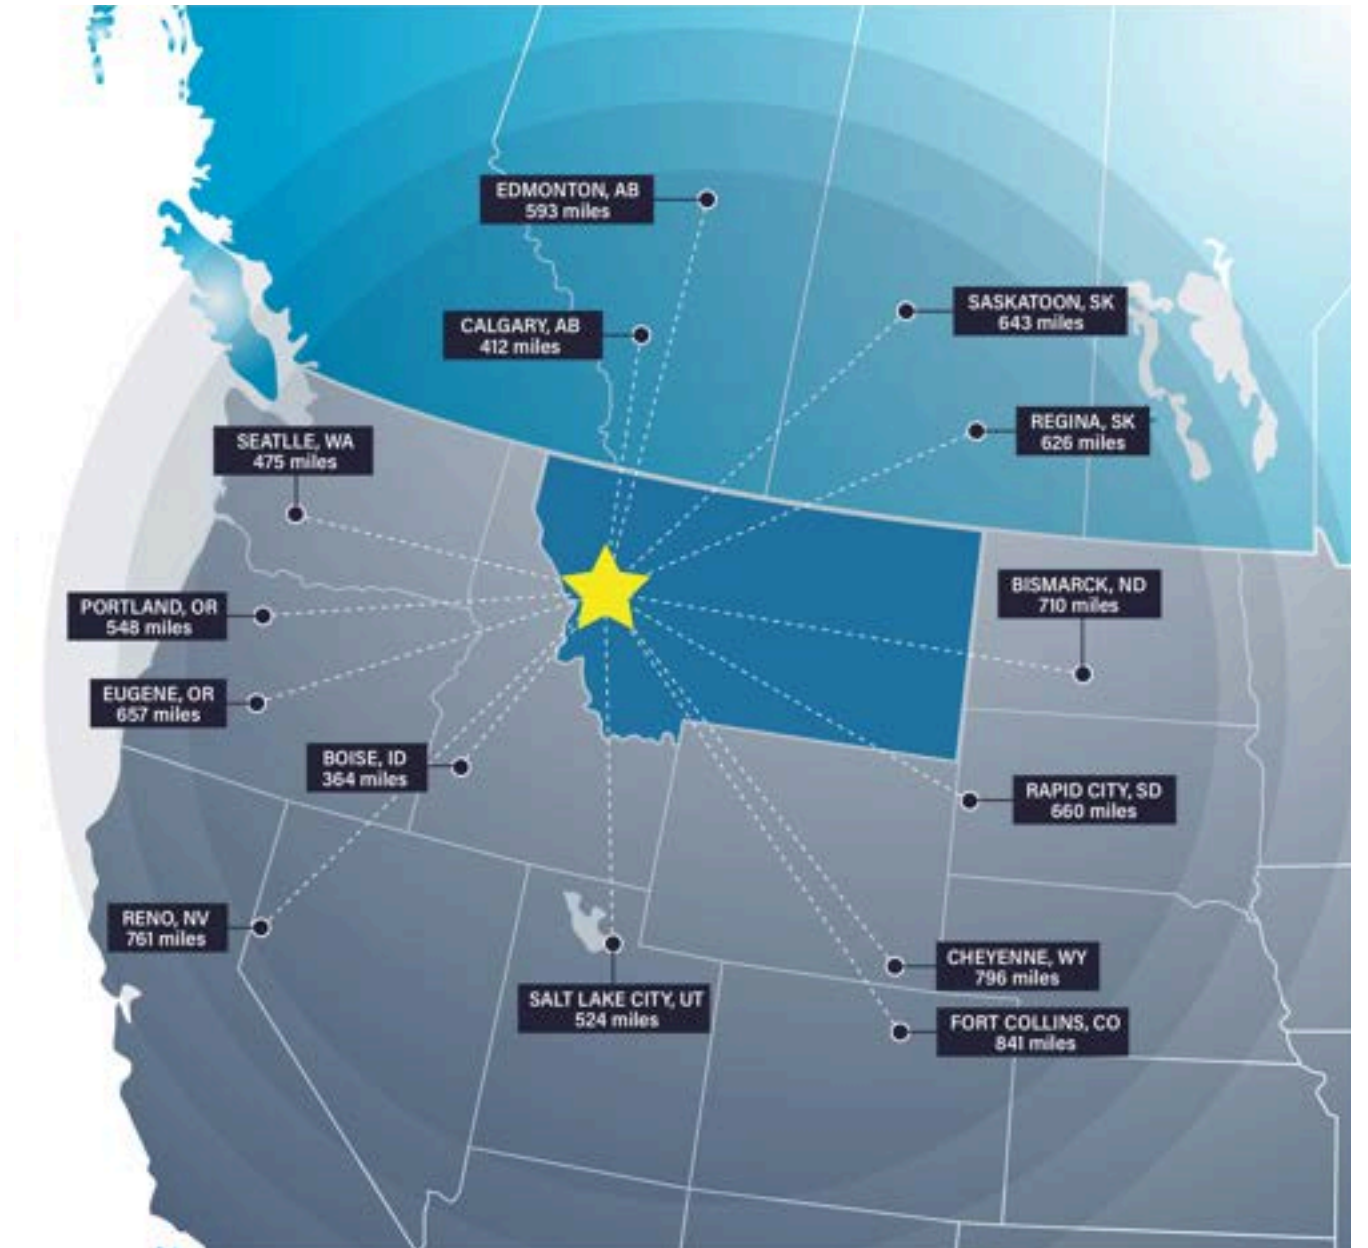 EDMONTON, AB
593 miles
SASKATOON, SK
643 miles
CALGARY, AB
412 miles
REGINA, SK
626 miles
SEATLLE, WA
475 miles
BISMARCK, ND
710 miles
PORTLAND, OR
548 miles
EUGENE, OR
657 miles
BOISE, ID
364 miles
RAPID CITY, SD
660 miles
RENO, NV
761 miles
CHEYENNE, WY
796 miles
SALT LAKE CITY, UT
524 miles
FORT COLLINS, CO
841 miles